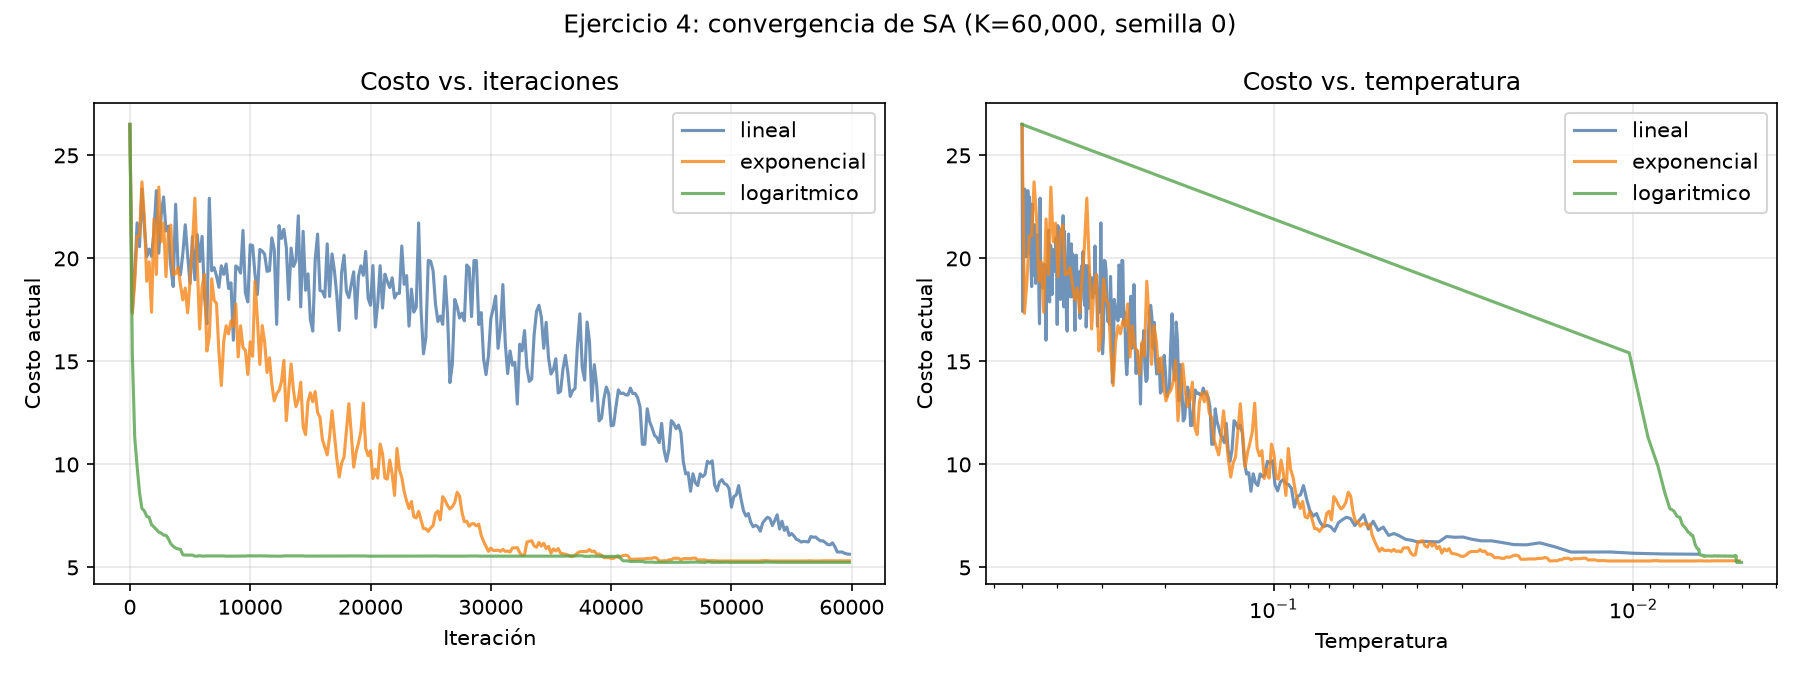 Ejercicio 4: convergencia de SA (K=60,000, semilla 0)
Costo vs. iteraciones
Costo actual
25
20
15
10
5
lineal
exponencial
logaritmico
0 10000 20000 30000 40000 50000 60000
Iteración
Costo vs. temperatura
Costo actual
25
20
15
10
5
lineal
exponencial
logaritmico
10⁻¹ 10⁻²
Temperatura